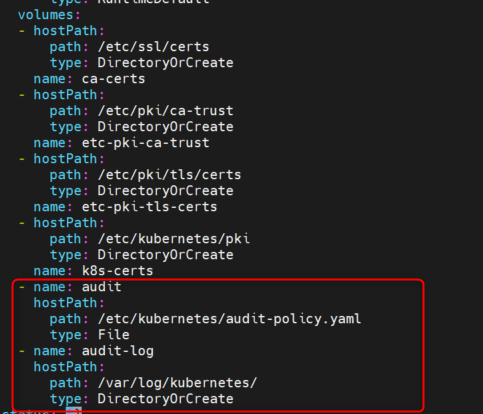 type: RuntimeDefault
volumes:
- hostPath:
path: /etc/ssl/certs
type: DirectoryOrCreate
name: ca-certs
- hostPath:
path: /etc/pki/ca-trust
type: DirectoryOrCreate
name: etc-pki-ca-trust
- hostPath:
path: /etc/pki/tls/certs
type: DirectoryOrCreate
name: etc-pki-tls-certs
- hostPath:
path: /etc/kubernetes/pki
type: DirectoryOrCreate
name: k8s-certs
- name: audit
hostPath:
path: /etc/kubernetes/audit-policy.yaml
type: File
- name: audit-log
hostPath:
path: /var/log/kubernetes/
type: DirectoryOrCreate
status: